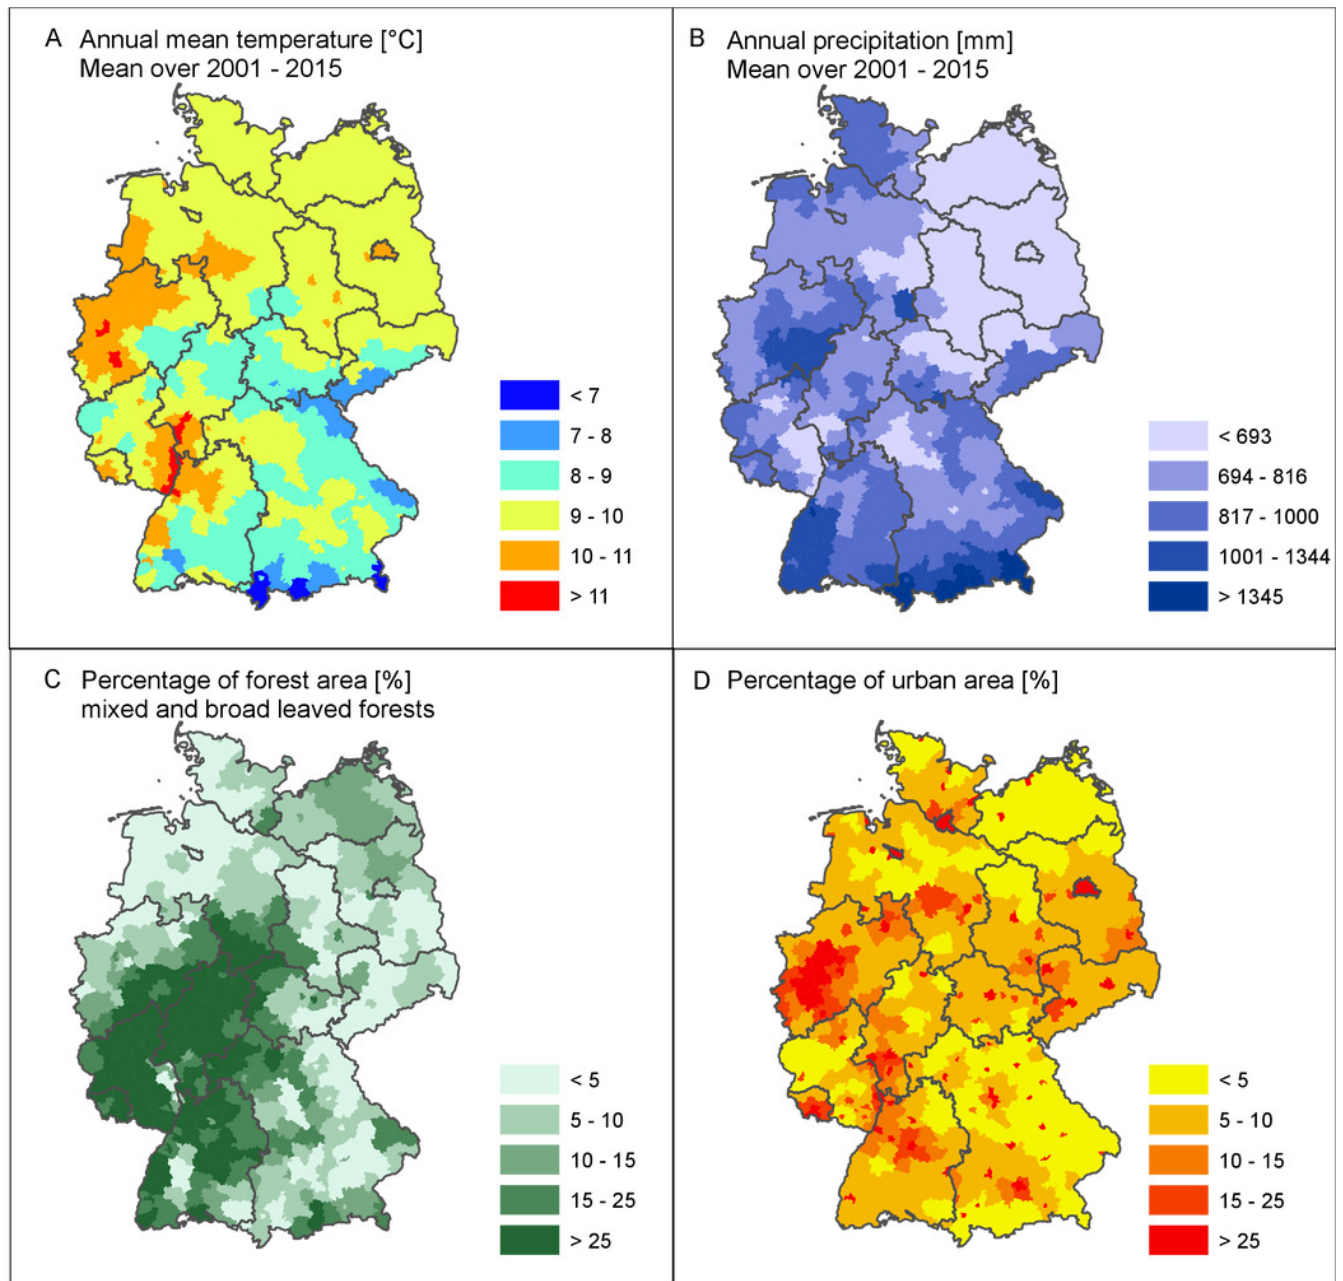 A Annual mean temperature [°C]
Mean over 2001 - 2015
< 7
7 - 8
8 - 9
9 - 10
10 - 11
> 11
B Annual precipitation [mm]
Mean over 2001 - 2015
< 693
694 - 816
817 - 1000
1001 - 1344
> 1345
C Percentage of forest area [%]
mixed and broad leaved forests
< 5
5 - 10
10 - 15
15 - 25
> 25
D Percentage of urban area [%]
< 5
5 - 10
10 - 15
15 - 25
> 25